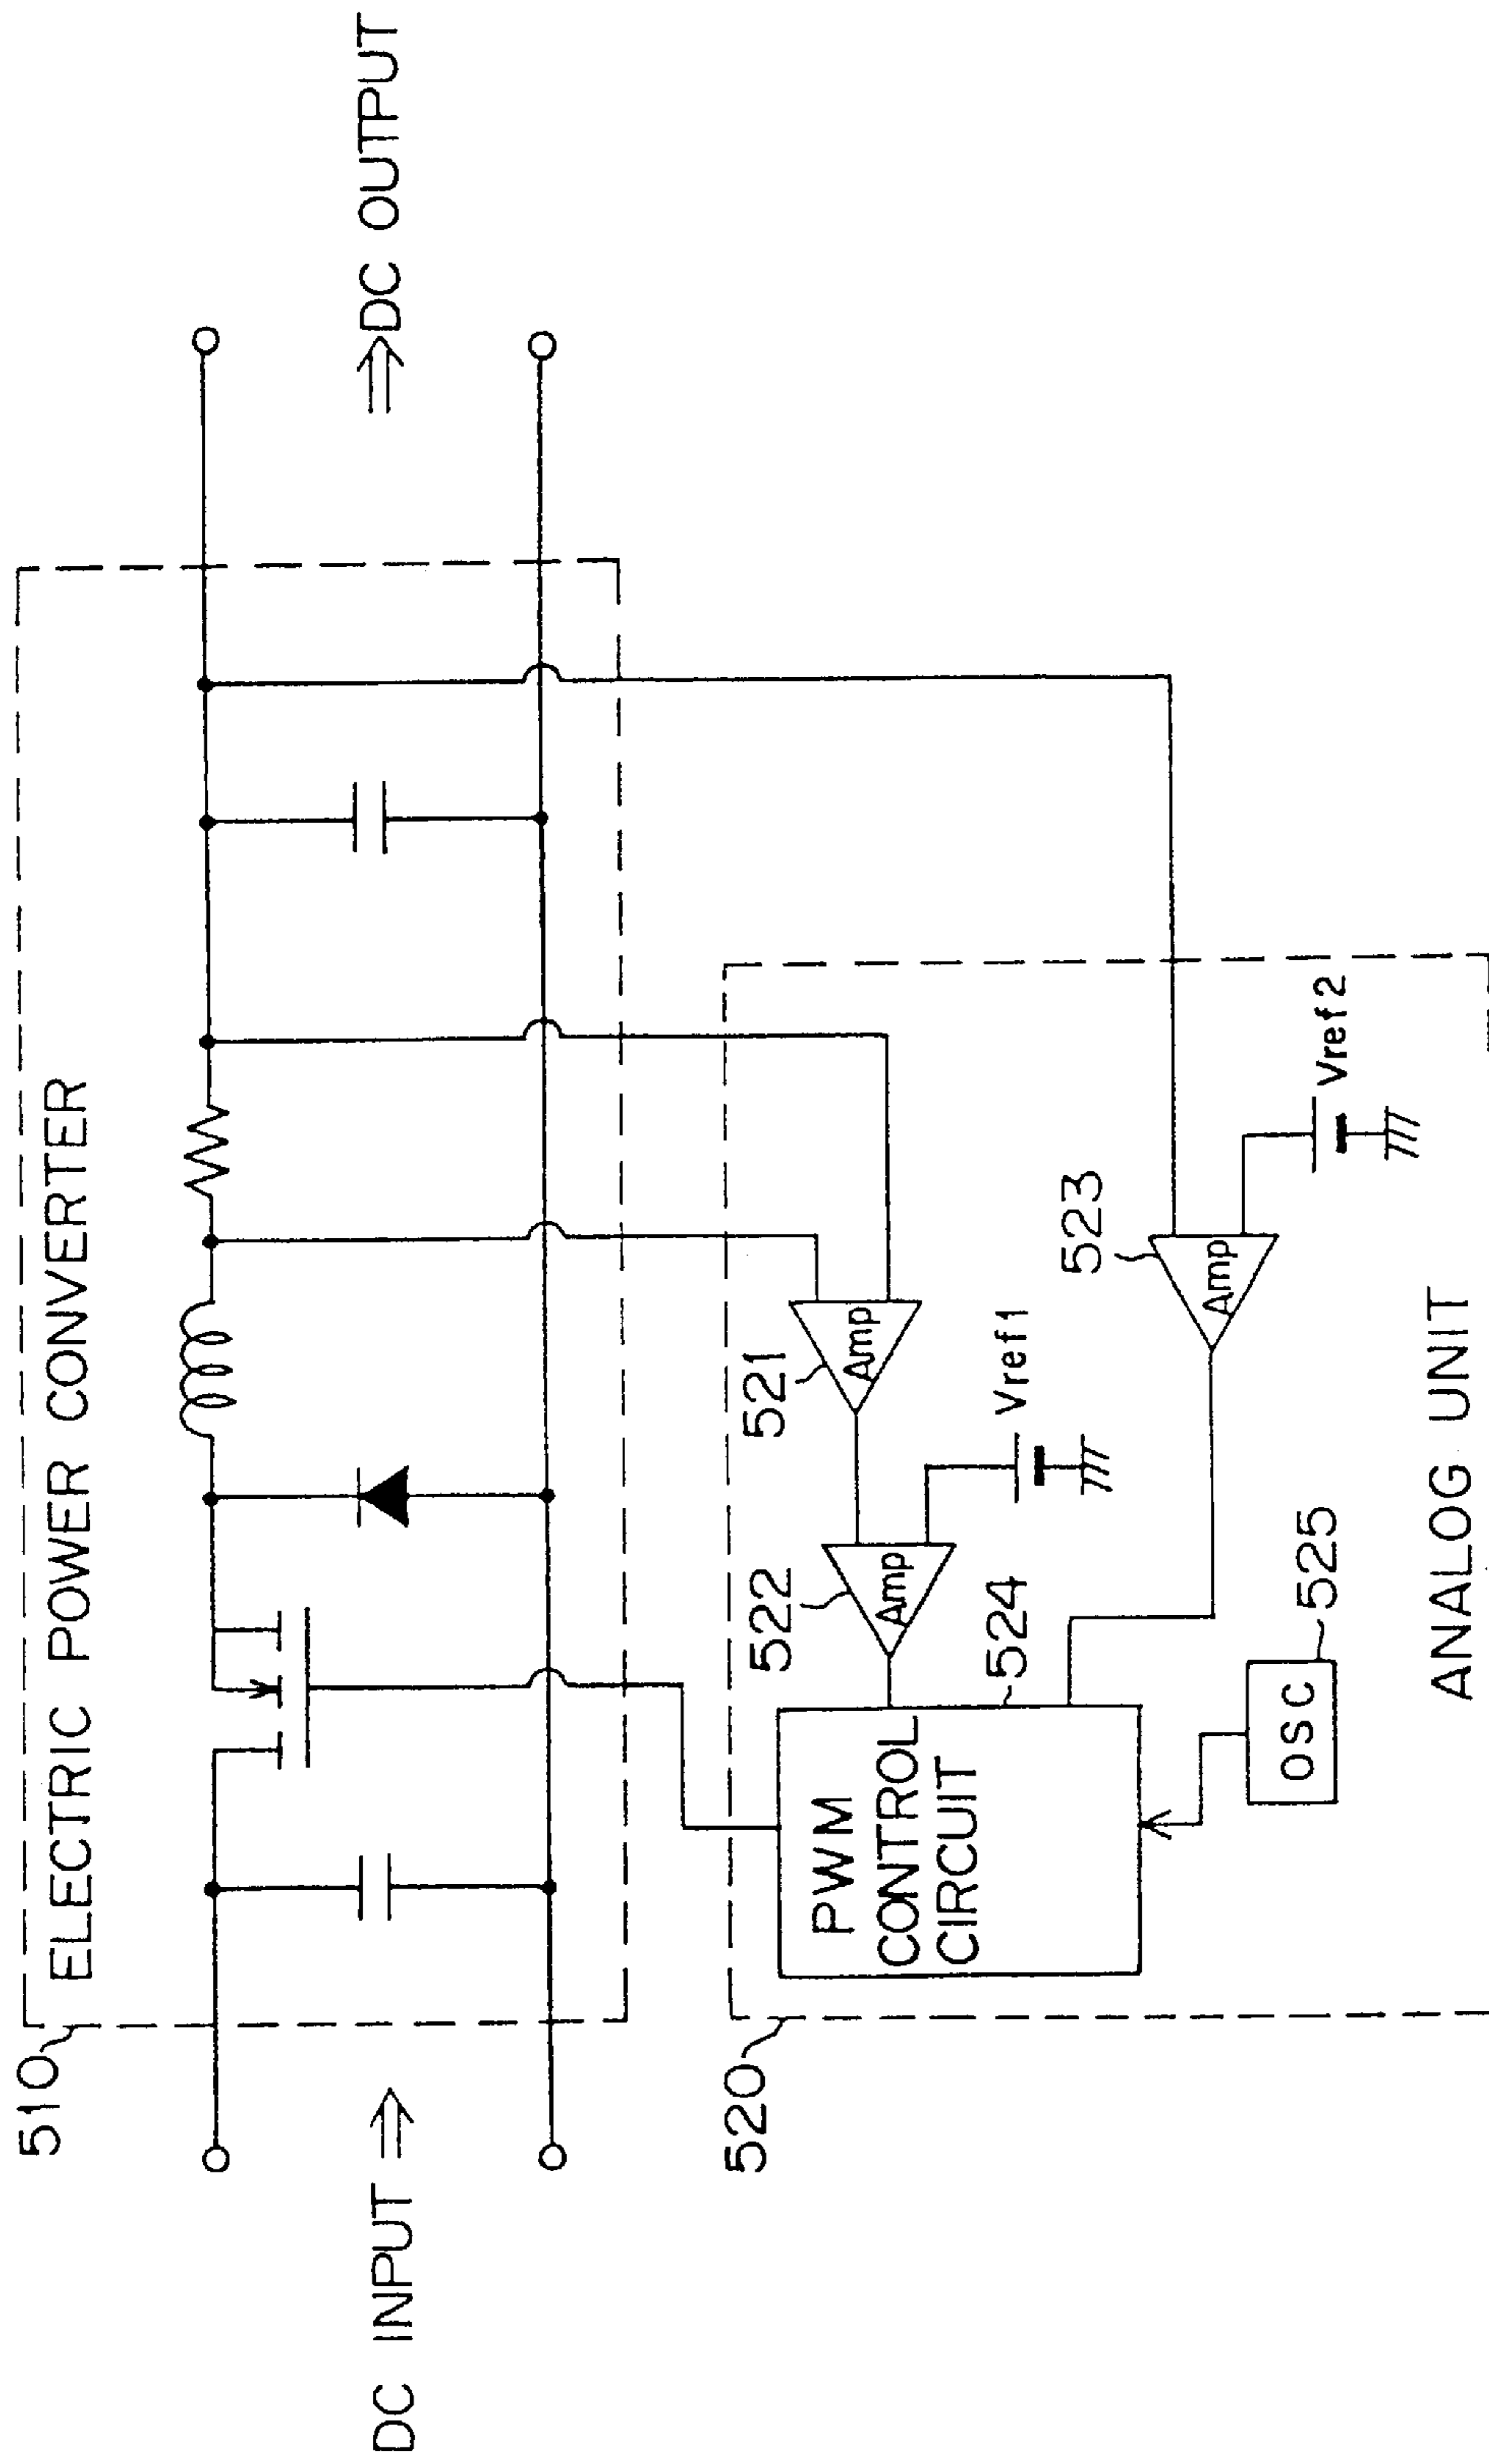 510
ELECTRIC POWER CONVERTER
DC INPUT
DC OUTPUT
520
521
Amp
522
Amp
Vref1
523
Amp
Vref2
524
PWM
CONTROL
CIRCUIT
525
OSC
ANALOG UNIT